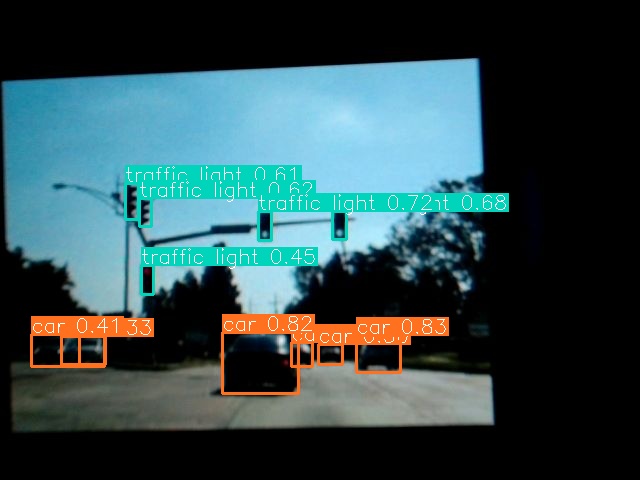 traffic light 0.61
traffic light 0.62
traffic light 0.72
0.68
traffic light 0.45
car 0.82
car 0.83
car 0.41
33